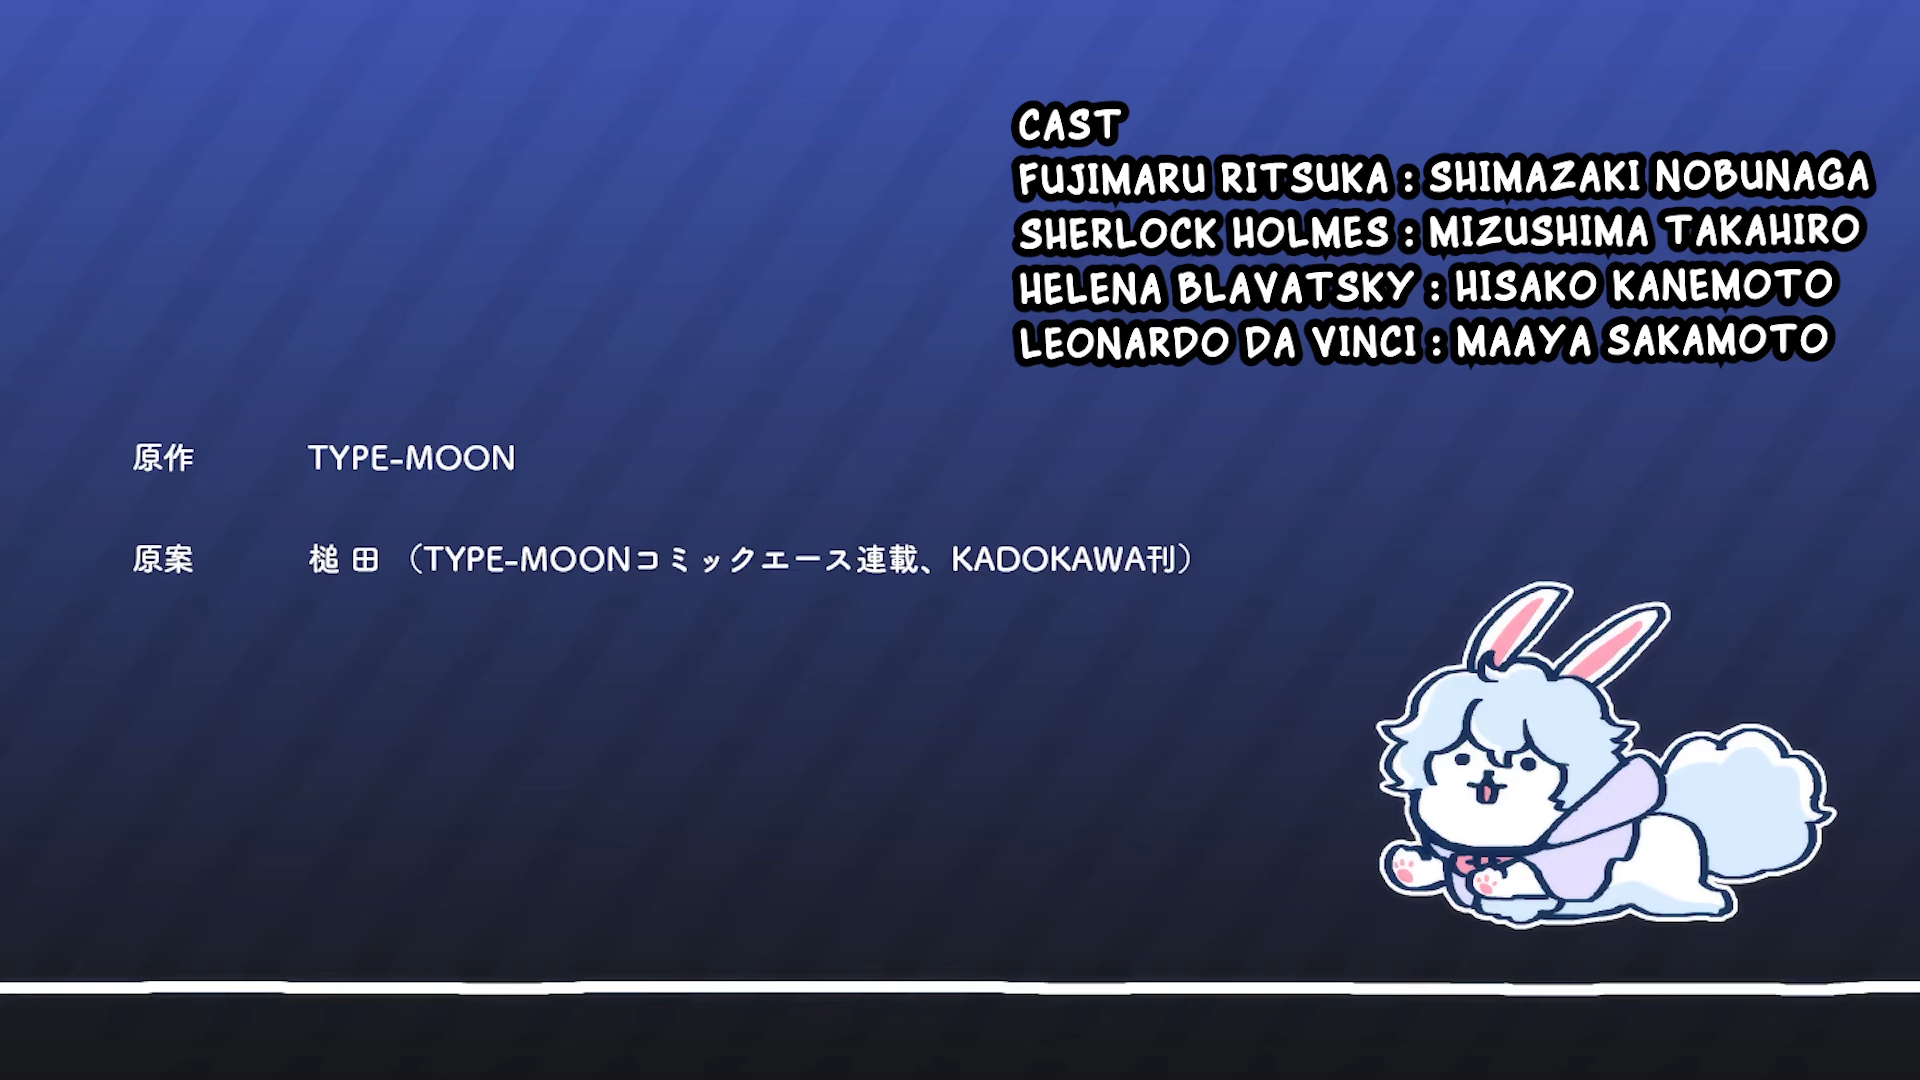 CAST
FUJIMARU RITSUKA : SHIMAZAKI NOBUNAGA
SHERLOCK HOLMES : MIZUSHIMA TAKAHIRO
HELENA BLAVATSKY : HISAKO KANEMOTO
LEONARDO DA VINCI : MAAYA SAKAMOTO
原作 TYPE-MOON
原案 槌田 （TYPE-MOONコミックエース連載、KADOKAWA刊）